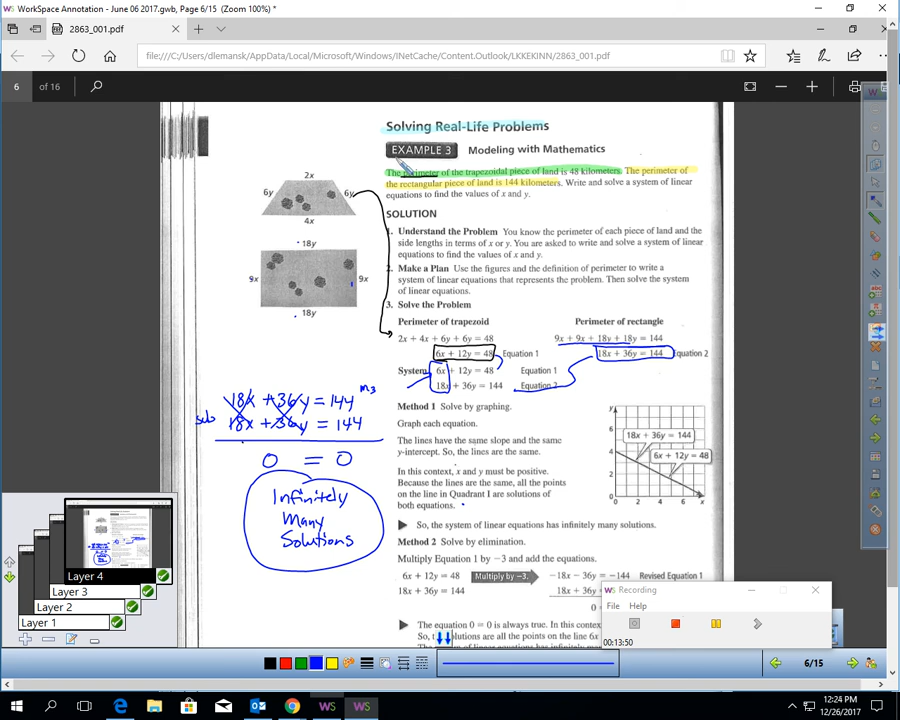 WorkSpace Annotation - June 06 2017.gwb, Page 6/15 (Zoom 100%) *
2863_001.pdf
file:///C:/Users/dlemansk/AppData/Local/Microsoft/Windows/INetCache/Content.Outlook/LKKEKINN/2863_001.pdf
6 of 16
Solving Real-Life Problems
EXAMPLE 3 Modeling with Mathematics
The perimeter of the trapezoidal piece of land is 48 kilometers. The perimeter of
the rectangular piece of land is 144 kilometers. Write and solve a system of linear
equations to find the values of x and y.
2x
6y 6y
4x
18y
9x 9x
18y
SOLUTION
1. Understand the Problem You know the perimeter of each piece of land and the
side lengths in terms of x or y. You are asked to write and solve a system of linear
equations to find the values of x and y.
2. Make a Plan Use the figures and the definition of perimeter to write a
system of linear equations that represents the problem. Then solve the system
of linear equations.
3. Solve the Problem
Perimeter of trapezoid Perimeter of rectangle
2x + 4x + 6y + 6y = 48 9x + 9x + 18y + 18y = 144
6x + 12y = 48 Equation 1 18x + 36y = 144 Equation 2
System 6x + 12y = 48 Equation 1
18x + 36y = 144 Equation 2
18x + 36y = 144 m3
sub 18x + 36y = 144
0 = 0
Infinitely
Many
Solutions
Method 1 Solve by graphing.
Graph each equation.
The lines have the same slope and the same
y-intercept. So, the lines are the same.
In this context, x and y must be positive.
Because the lines are the same, all the points
on the line in Quadrant I are solutions of
both equations.
y
6
4
2
0
0 2 4 6 x
18x + 36y = 144
6x + 12y = 48
So, the system of linear equations has infinitely many solutions.
Method 2 Solve by elimination.
Multiply Equation 1 by −3 and add the equations.
6x + 12y = 48 Multiply by −3. −18x − 36y = −144 Revised Equation 1
18x + 36y = 144 18x + 36y
0
The equation 0 = 0 is always true. In this contex
olutions are all the points on the line 6x
Layer 4
Layer 3
Layer 2
Layer 1
Recording
File Help
00:13:50
6/15
12:24 PM
12/26/2017